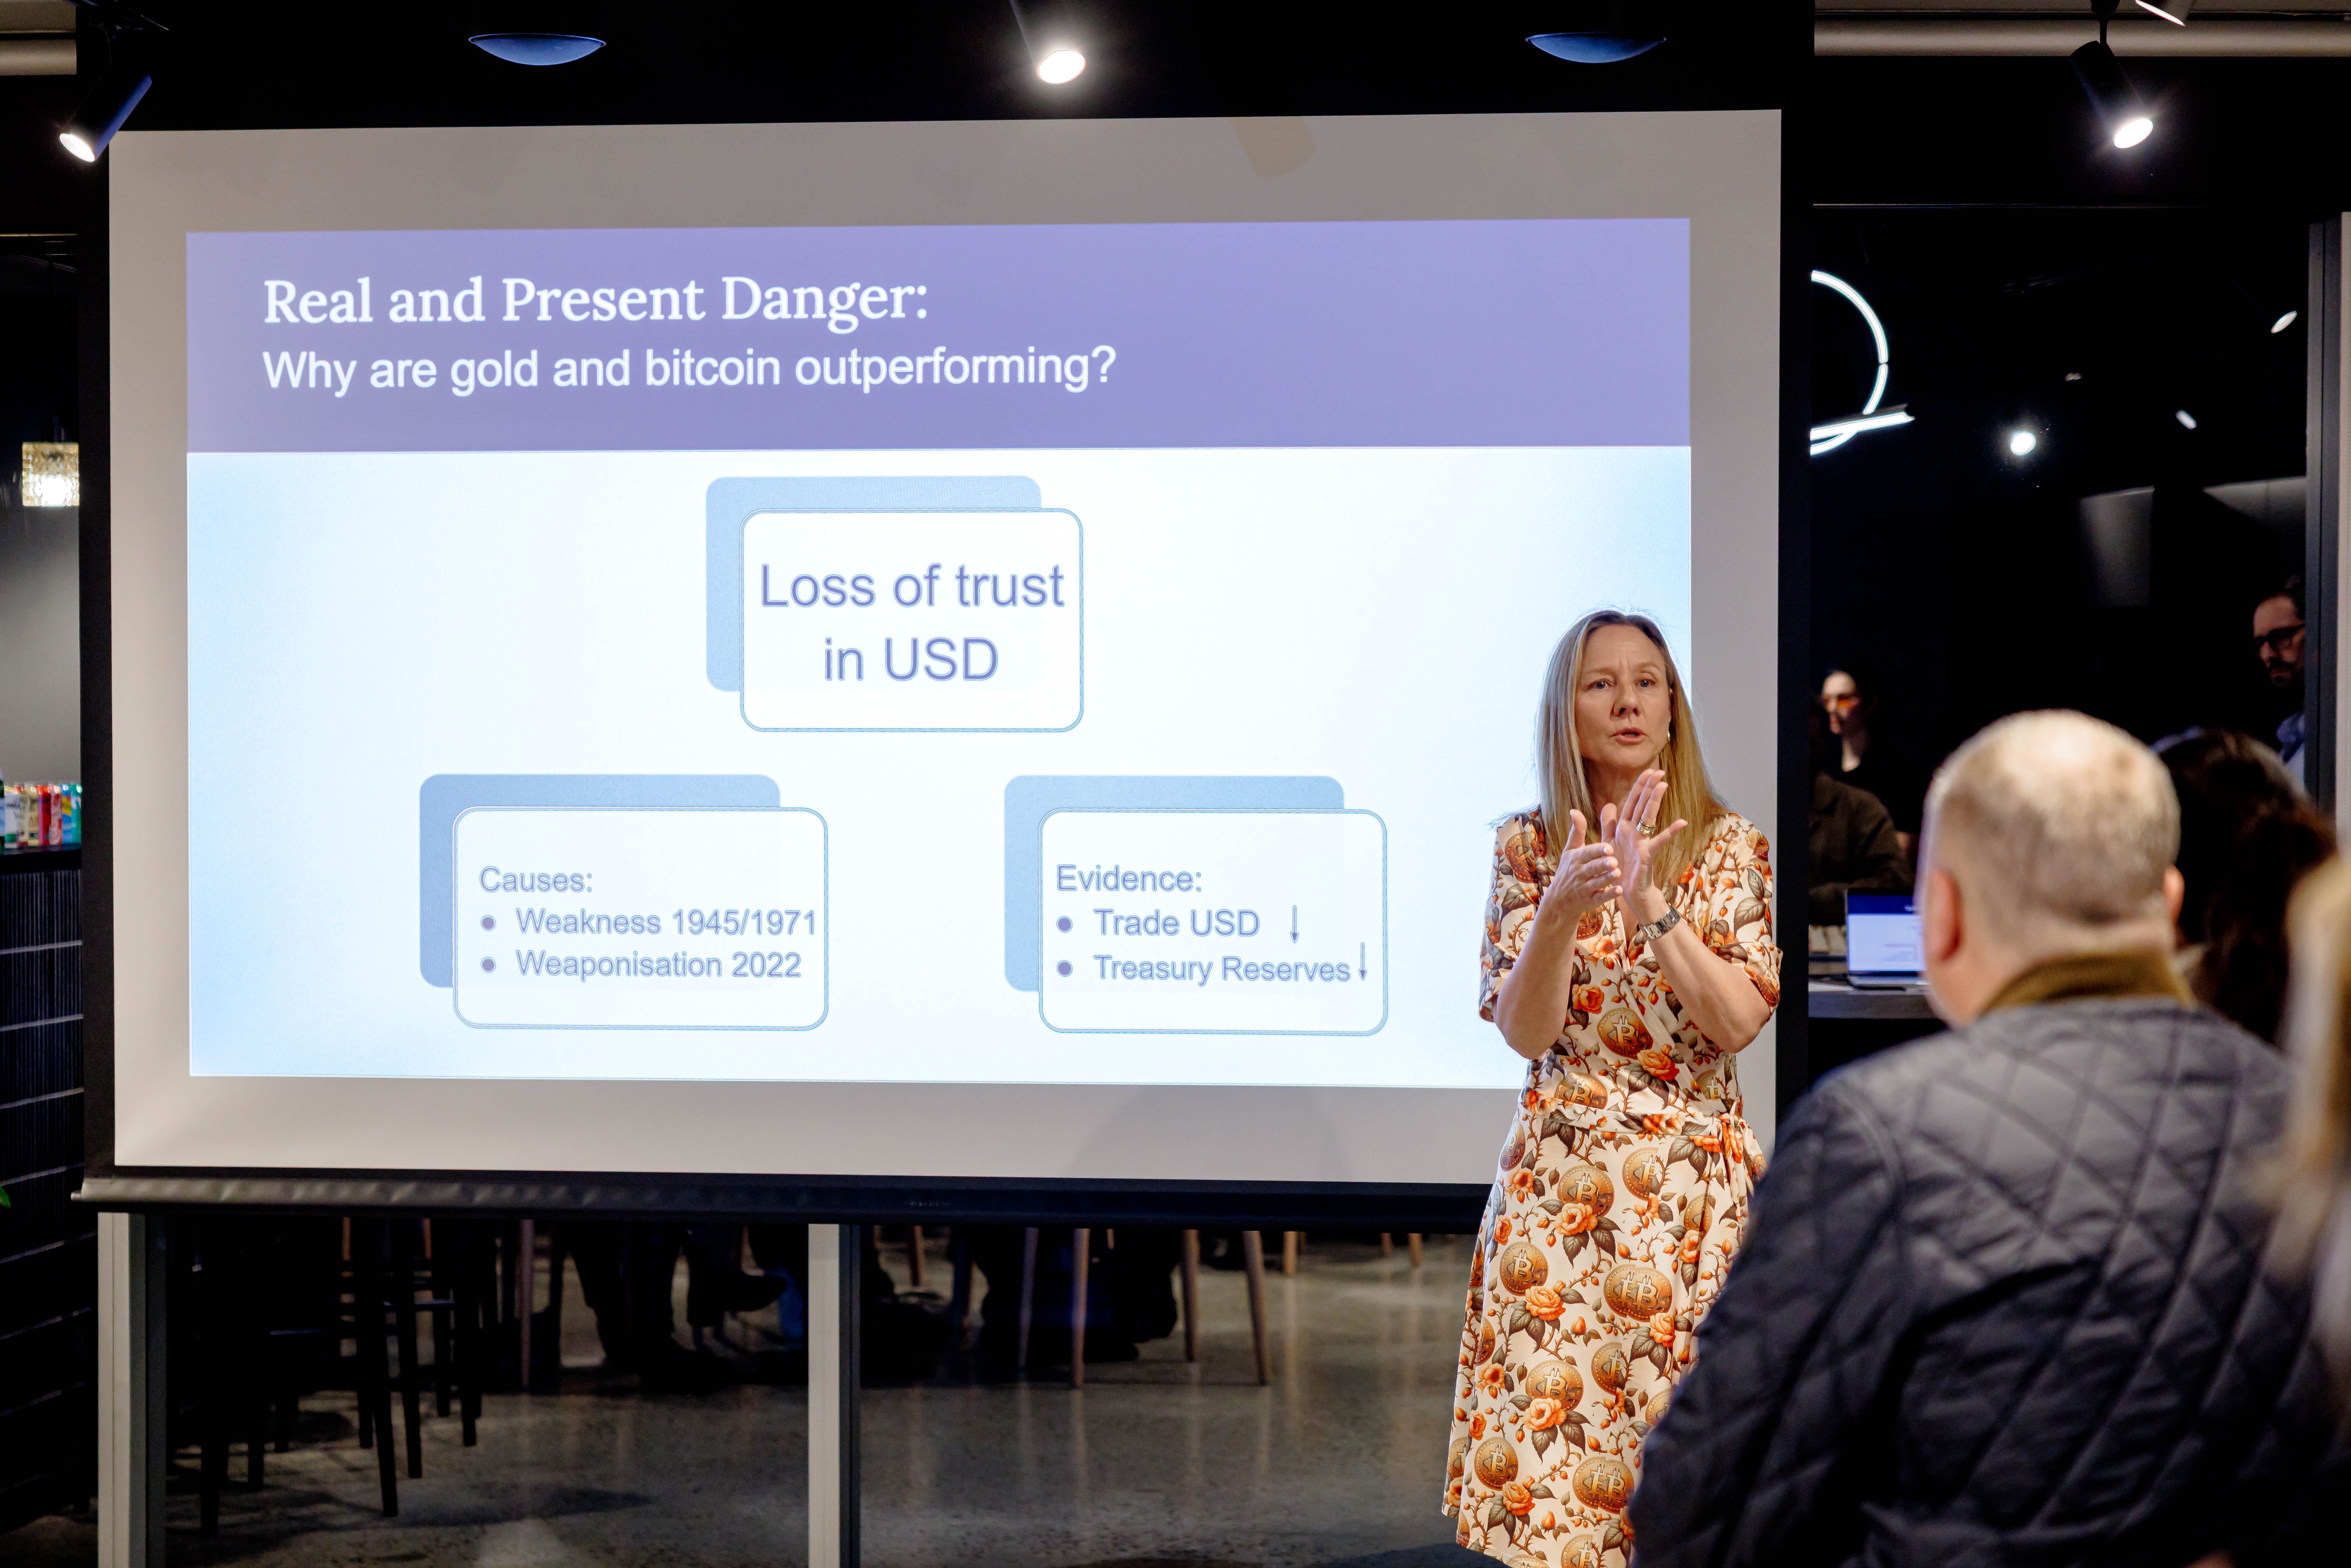 Real and Present Danger:
Why are gold and bitcoin outperforming?
Loss of trust
in USD
Causes:
● Weakness 1945/1971
● Weaponisation 2022
Evidence:
● Trade USD ↓
● Treasury Reserves ↓